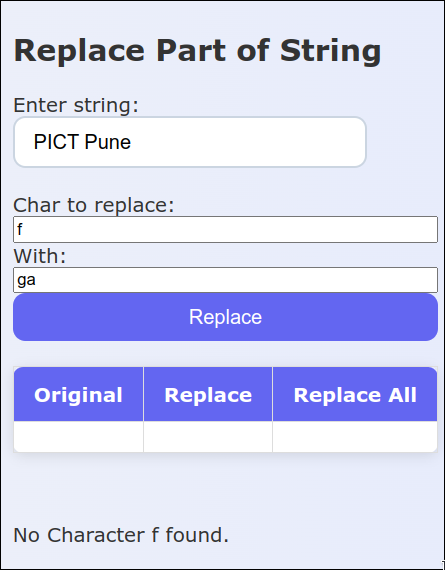 Replace Part of String
Enter string:
PICT Pune
Char to replace:
f
With:
ga
Replace
Original Replace Replace All
No Character f found.